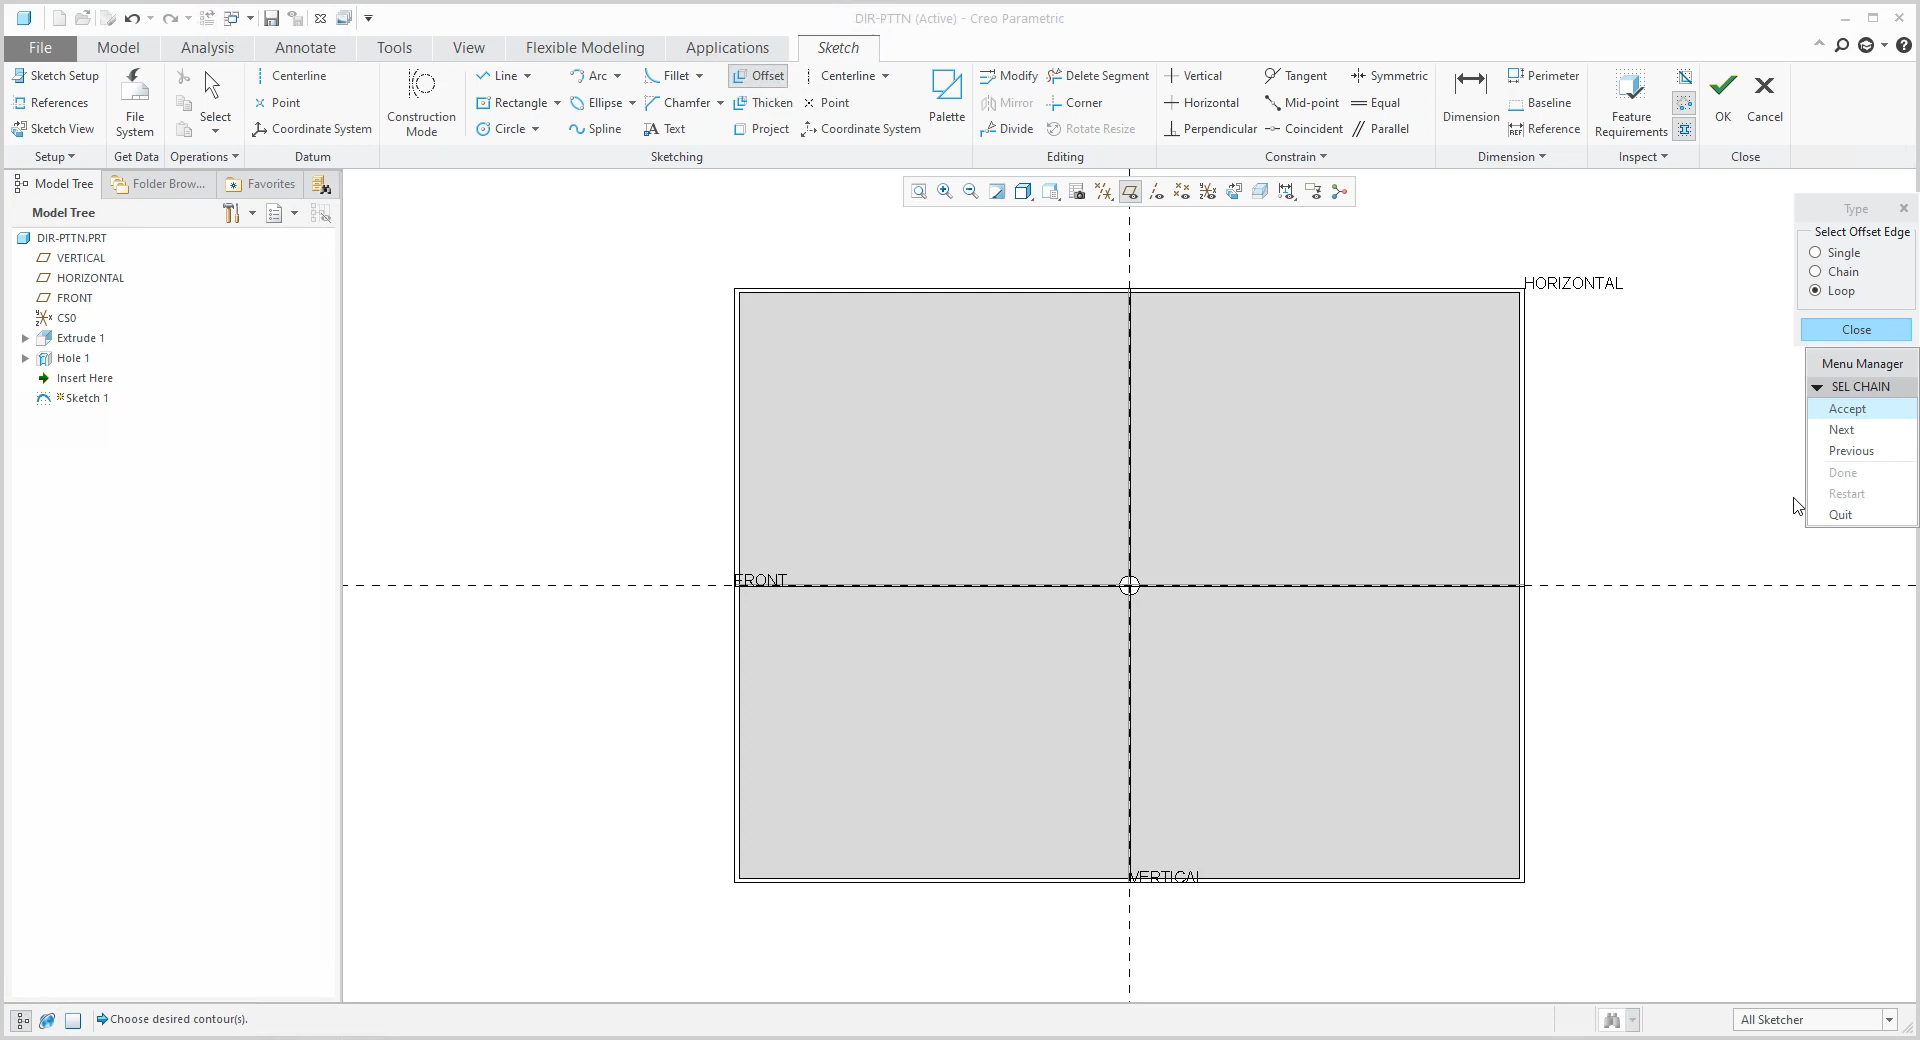 DIR-PTTN (Active) - Creo Parametric
File Model Analysis Annotate Tools View Flexible Modeling Applications Sketch
Sketch Setup
References
Sketch View
Setup
File System
Get Data
Select
Operations
Centerline
Point
Coordinate System
Datum
Construction Mode
Line Arc Fillet Offset Centerline
Rectangle Ellipse Chamfer Thicken Point
Circle Spline Text Project Coordinate System
Palette
Sketching
Modify Delete Segment
Mirror Corner
Divide Rotate Resize
Editing
Vertical Tangent Symmetric
Horizontal Mid-point Equal
Perpendicular Coincident Parallel
Constrain
Dimension
Perimeter
Baseline
REF Reference
Dimension
Feature Requirements
Inspect
OK
Cancel
Close
Model Tree Folder Brow... Favorites
Model Tree
DIR-PTTN.PRT
VERTICAL
HORIZONTAL
FRONT
CS0
Extrude 1
Hole 1
Insert Here
Sketch 1
HORIZONTAL
FRONT
VERTICAL
Type
Select Offset Edge
Single
Chain
Loop
Close
Menu Manager
SEL CHAIN
Accept
Next
Previous
Done
Restart
Quit
Choose desired contour(s).
All Sketcher